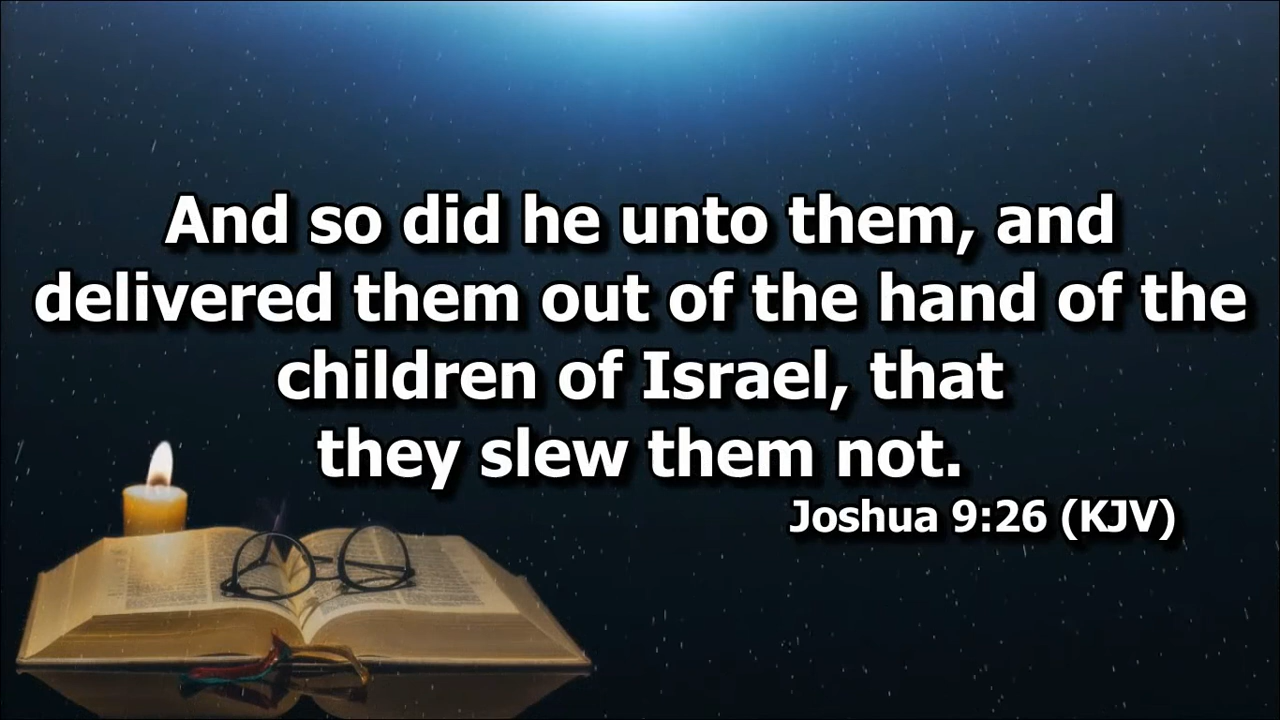 And so did he unto them, and
delivered them out of the hand of the
children of Israel, that
they slew them not.
Joshua 9:26 (KJV)